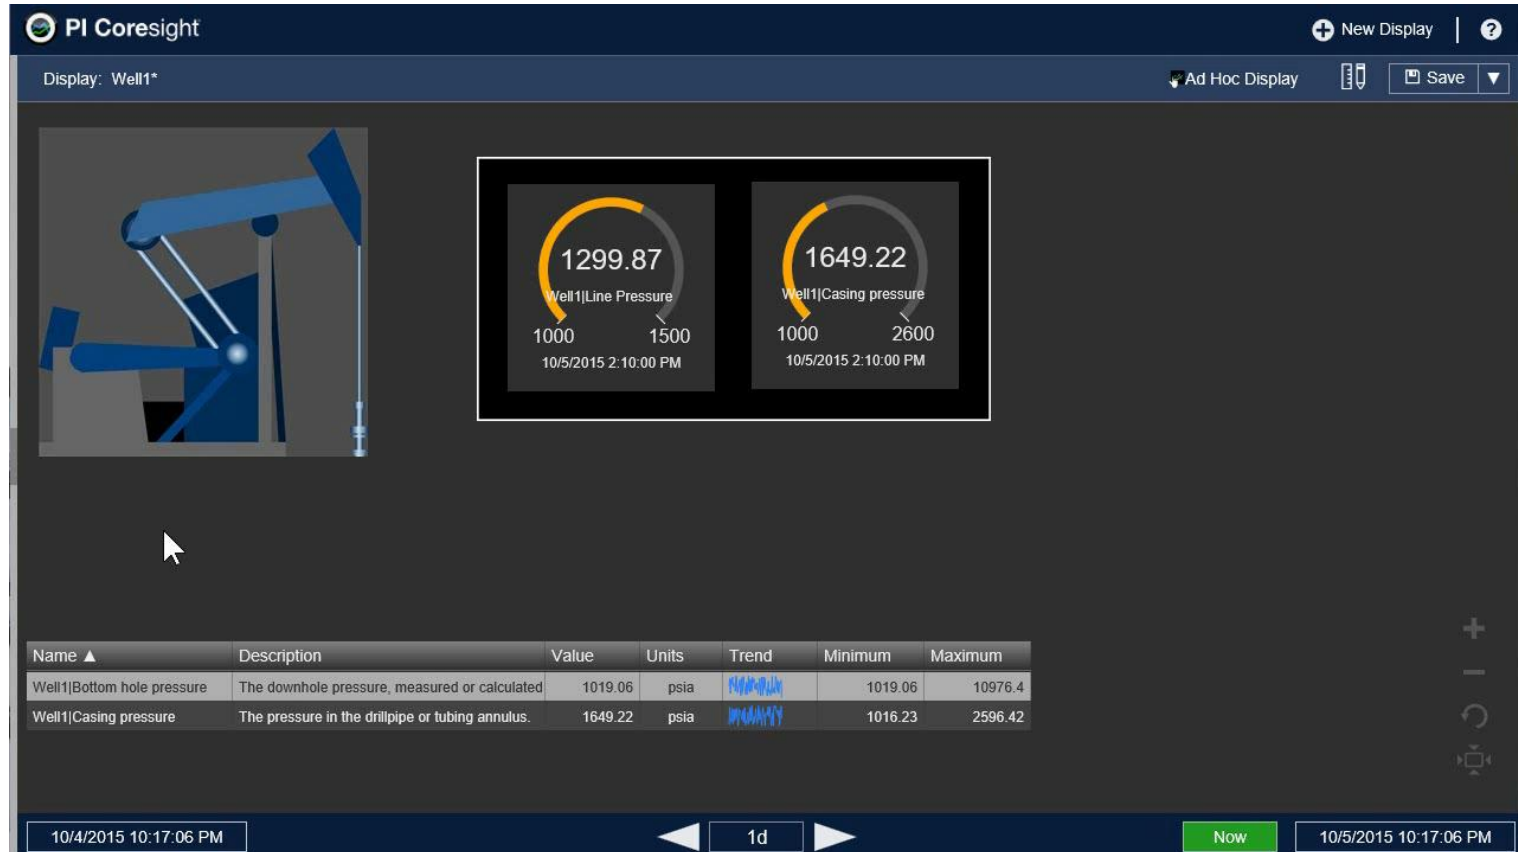 PI Coresight
New Display
?
Display: Well1*
Ad Hoc Display
Save
1299.87
Well1|Line Pressure
1000 1500
10/5/2015 2:10:00 PM
1649.22
Well1|Casing pressure
1000 2600
10/5/2015 2:10:00 PM
Name ▲ Description Value Units Trend Minimum Maximum
Well1|Bottom hole pressure The downhole pressure, measured or calculated 1019.06 psia 1019.06 10976.4
Well1|Casing pressure The pressure in the drillpipe or tubing annulus. 1649.22 psia 1016.23 2596.42
10/4/2015 10:17:06 PM
1d
Now
10/5/2015 10:17:06 PM